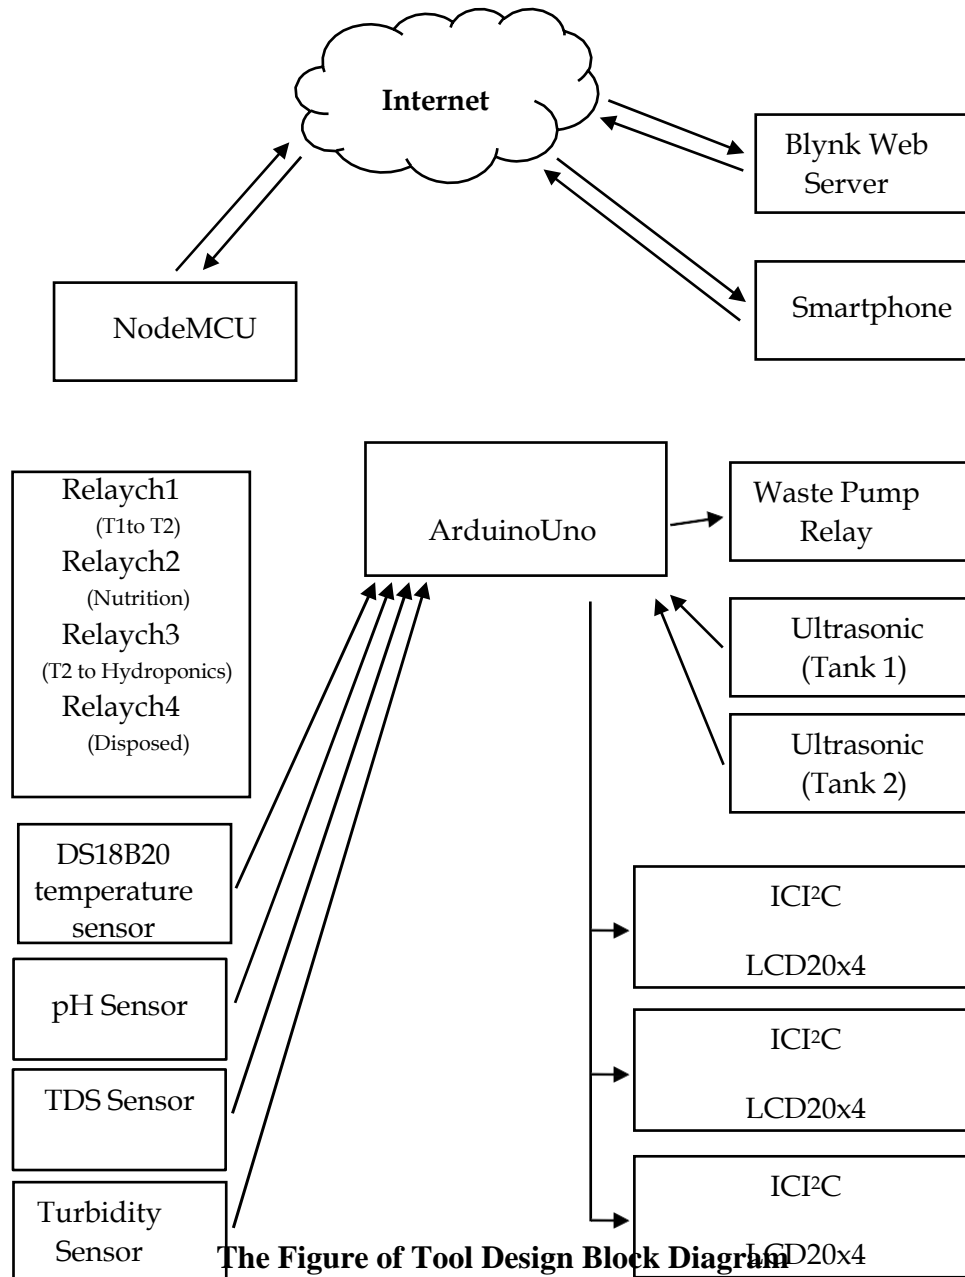 Internet
Blynk Web
Server
Smartphone
NodeMCU
Relaych1
(T1to T2)
Relaych2
(Nutrition)
Relaych3
(T2 to Hydroponics)
Relaych4
(Disposed)
ArduinoUno
Waste Pump
Relay
Ultrasonic
(Tank 1)
Ultrasonic
(Tank 2)
DS18B20
temperature
sensor
pH Sensor
TDS Sensor
Turbidity
Sensor
ICI²C
LCD20x4
ICI²C
LCD20x4
ICI²C
LCD20x4
The Figure of Tool Design Block Diagram